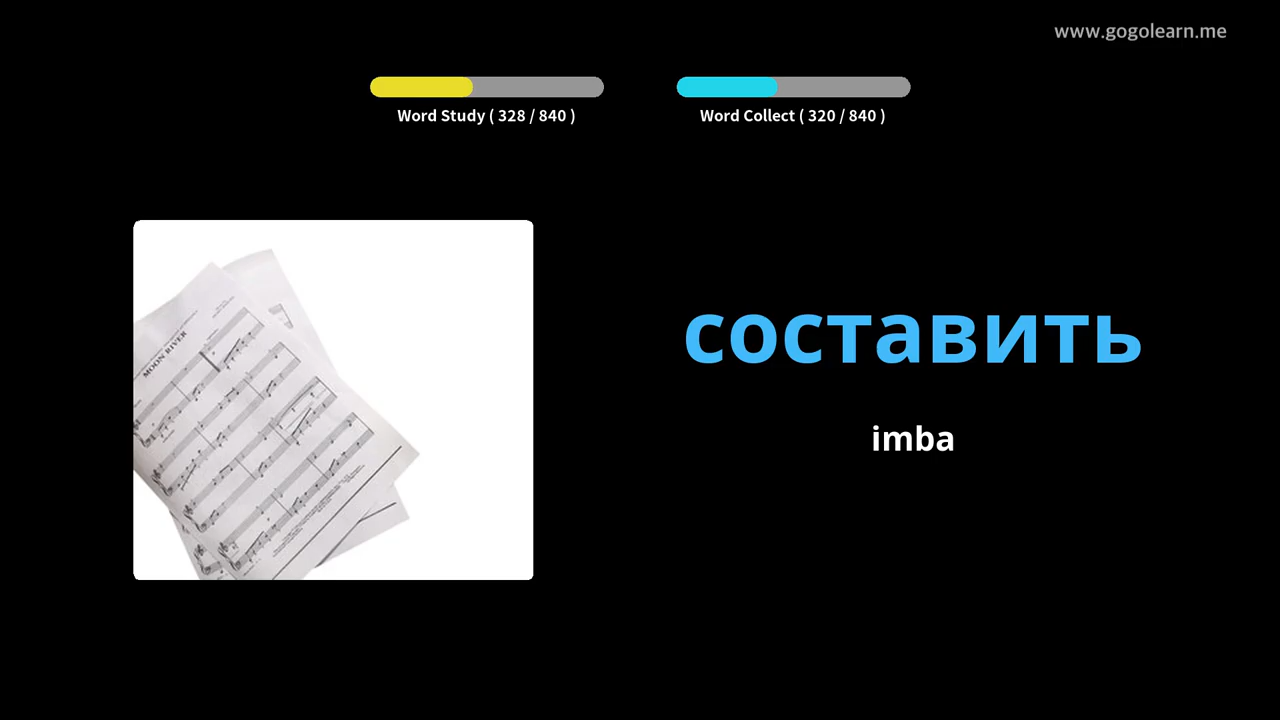 www.gogolearn.me
Word Study ( 328 / 840 )
Word Collect ( 320 / 840 )
MOON RIVER
составить
imba